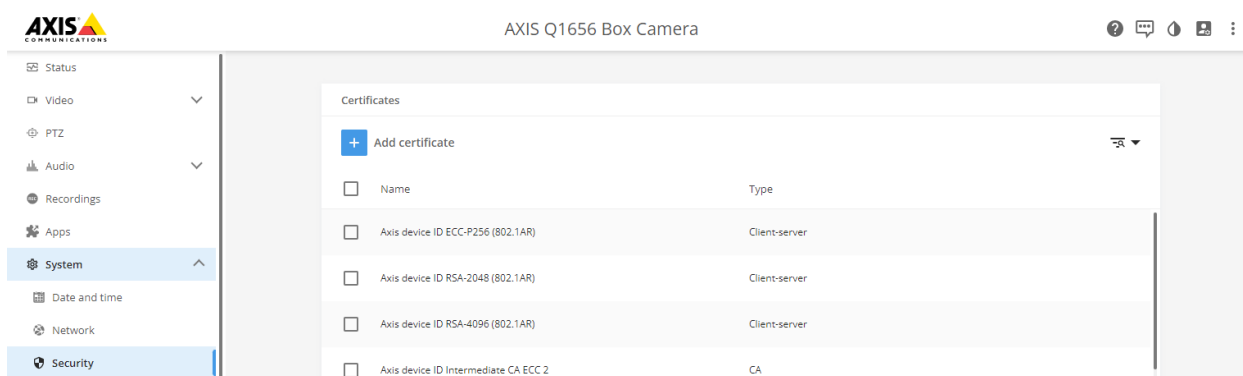 AXIS
COMMUNICATIONS
AXIS Q1656 Box Camera
Status
Video
PTZ
Audio
Recordings
Apps
System
Date and time
Network
Security
Certificates
Add certificate
Name Type
Axis device ID ECC-P256 (802.1AR) Client-server
Axis device ID RSA-2048 (802.1AR) Client-server
Axis device ID RSA-4096 (802.1AR) Client-server
Axis device ID Intermediate CA ECC 2 CA